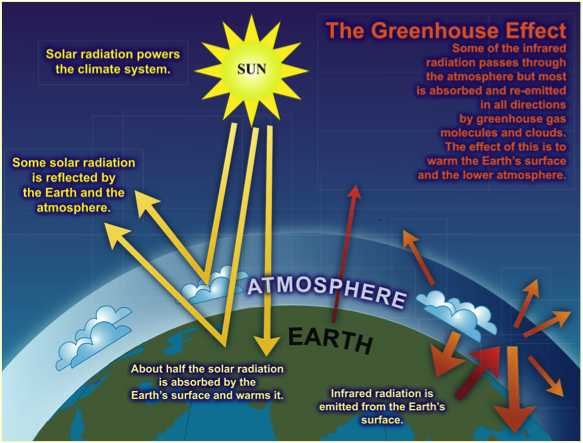 The Greenhouse Effect
Some of the infrared
radiation passes through
the atmosphere but most
is absorbed and re-emitted
in all directions
by greenhouse gas
molecules and clouds.
The effect of this is to
warm the Earth's surface
and the lower atmosphere.
Solar radiation powers
the climate system.
SUN
Some solar radiation
is reflected by
the Earth and the
atmosphere.
ATMOSPHERE
EARTH
About half the solar radiation
is absorbed by the
Earth's surface and warms it.
Infrared radiation is
emitted from the Earth's
surface.